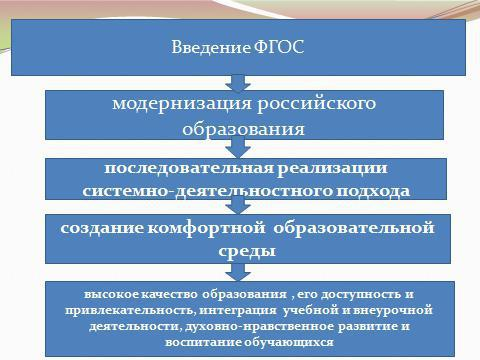 Введение ФГОС
модернизация российского
образования
последовательная реализации
системно-деятельностного подхода
создание комфортной образовательной
среды
высокое качество образования , его доступность и
привлекательность, интеграция учебной и внеурочной
деятельности, духовно-нравственное развитие и
воспитание обучающихся